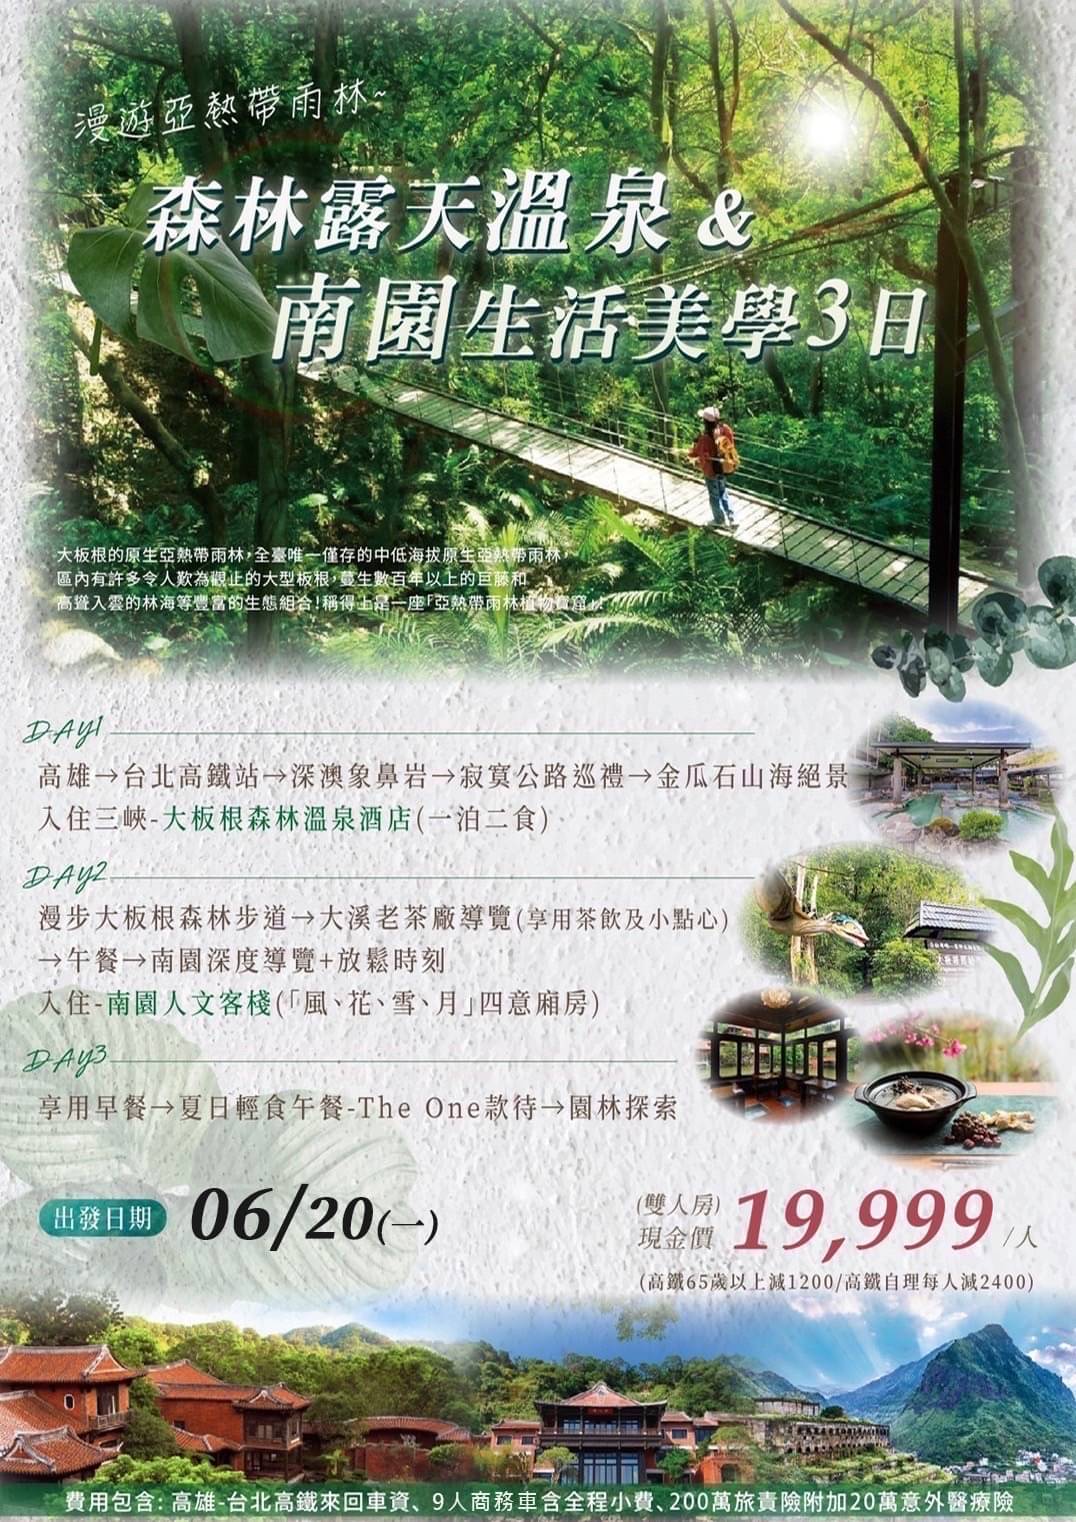 漫遊亞熱帶雨林~
森林露天溫泉&
南園生活美學3日
大板根的原生亞熱帶雨林,全臺唯一僅存的中低海拔原生亞熱帶雨林,
區內有許多令人歎為觀止的大型板根,蔓生數百年以上的巨藤和
高聳入雲的林海等豐富的生態組合!稱得上是一座「亞熱帶雨林植物寶窟」!
DAY1
高雄→台北高鐵站→深澳象鼻岩→寂寞公路巡禮→金瓜石山海絕景
入住三峽-大板根森林溫泉酒店(一泊二食)
DAY2
漫步大板根森林步道→大溪老茶廠導覽(享用茶飲及小點心)
→午餐→南園深度導覽+放鬆時刻
入住-南園人文客棧(「風、花、雪、月」四意廂房)
DAY3
享用早餐→夏日輕食午餐-The One款待→園林探索
出發日期 06/20(一)
(雙人房)
現金價 19,999/人
(高鐵65歲以上減1200/高鐵自理每人減2400)
費用包含: 高雄-台北高鐵來回車資、9人商務車含全程小費、200萬旅責險附加20萬意外醫療險